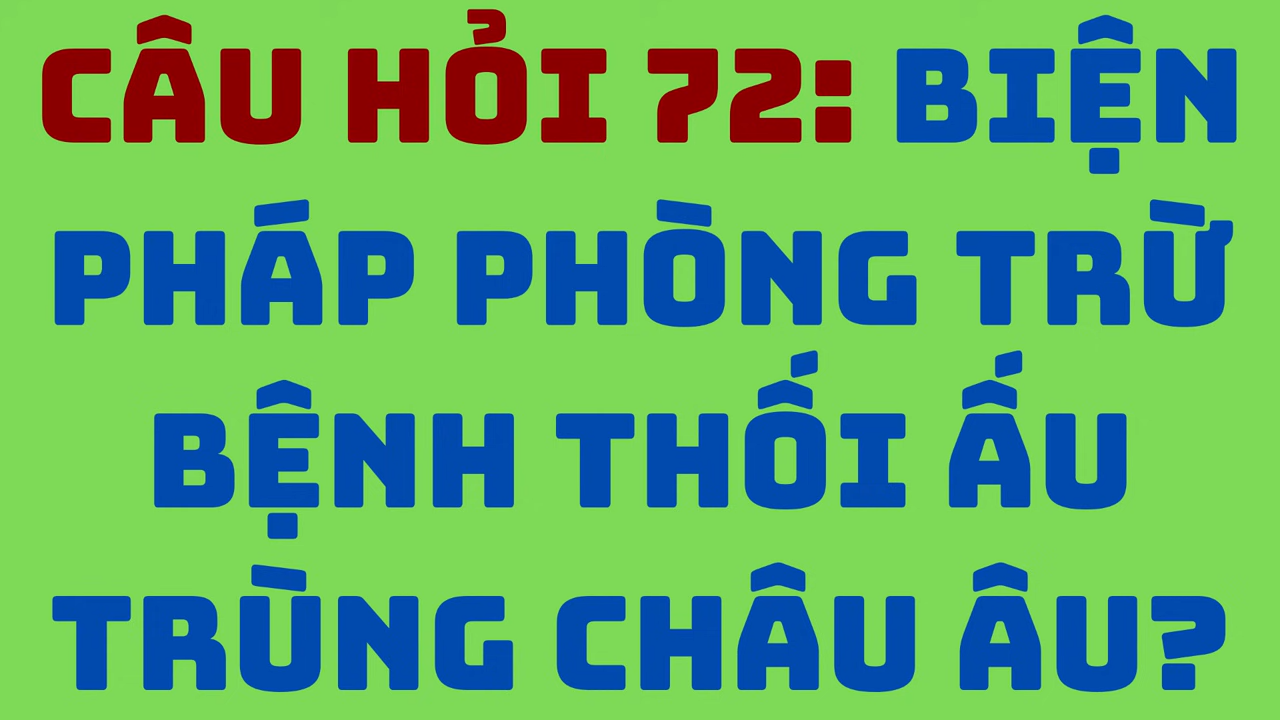 CÂU HỎI 72: BIỆN
PHÁP PHÒNG TRỪ
BỆNH THỐI ẤU
TRÙNG CHÂU ÂU?